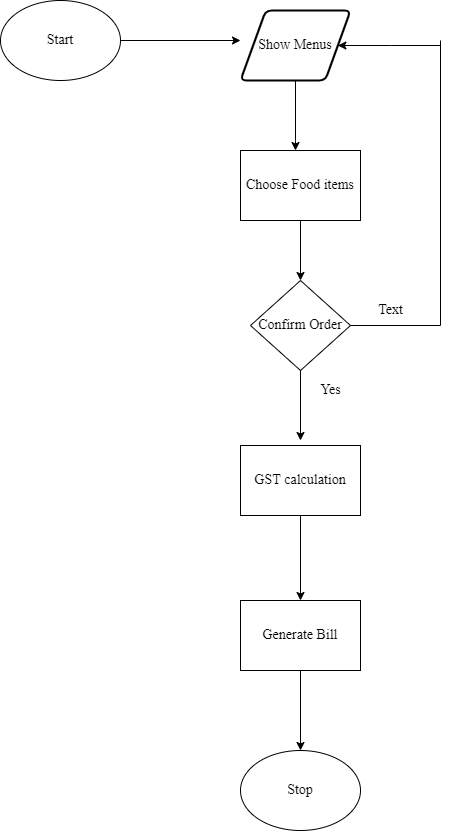 Start
Show Menus
Choose Food items
Confirm Order
Text
Yes
GST calculation
Generate Bill
Stop